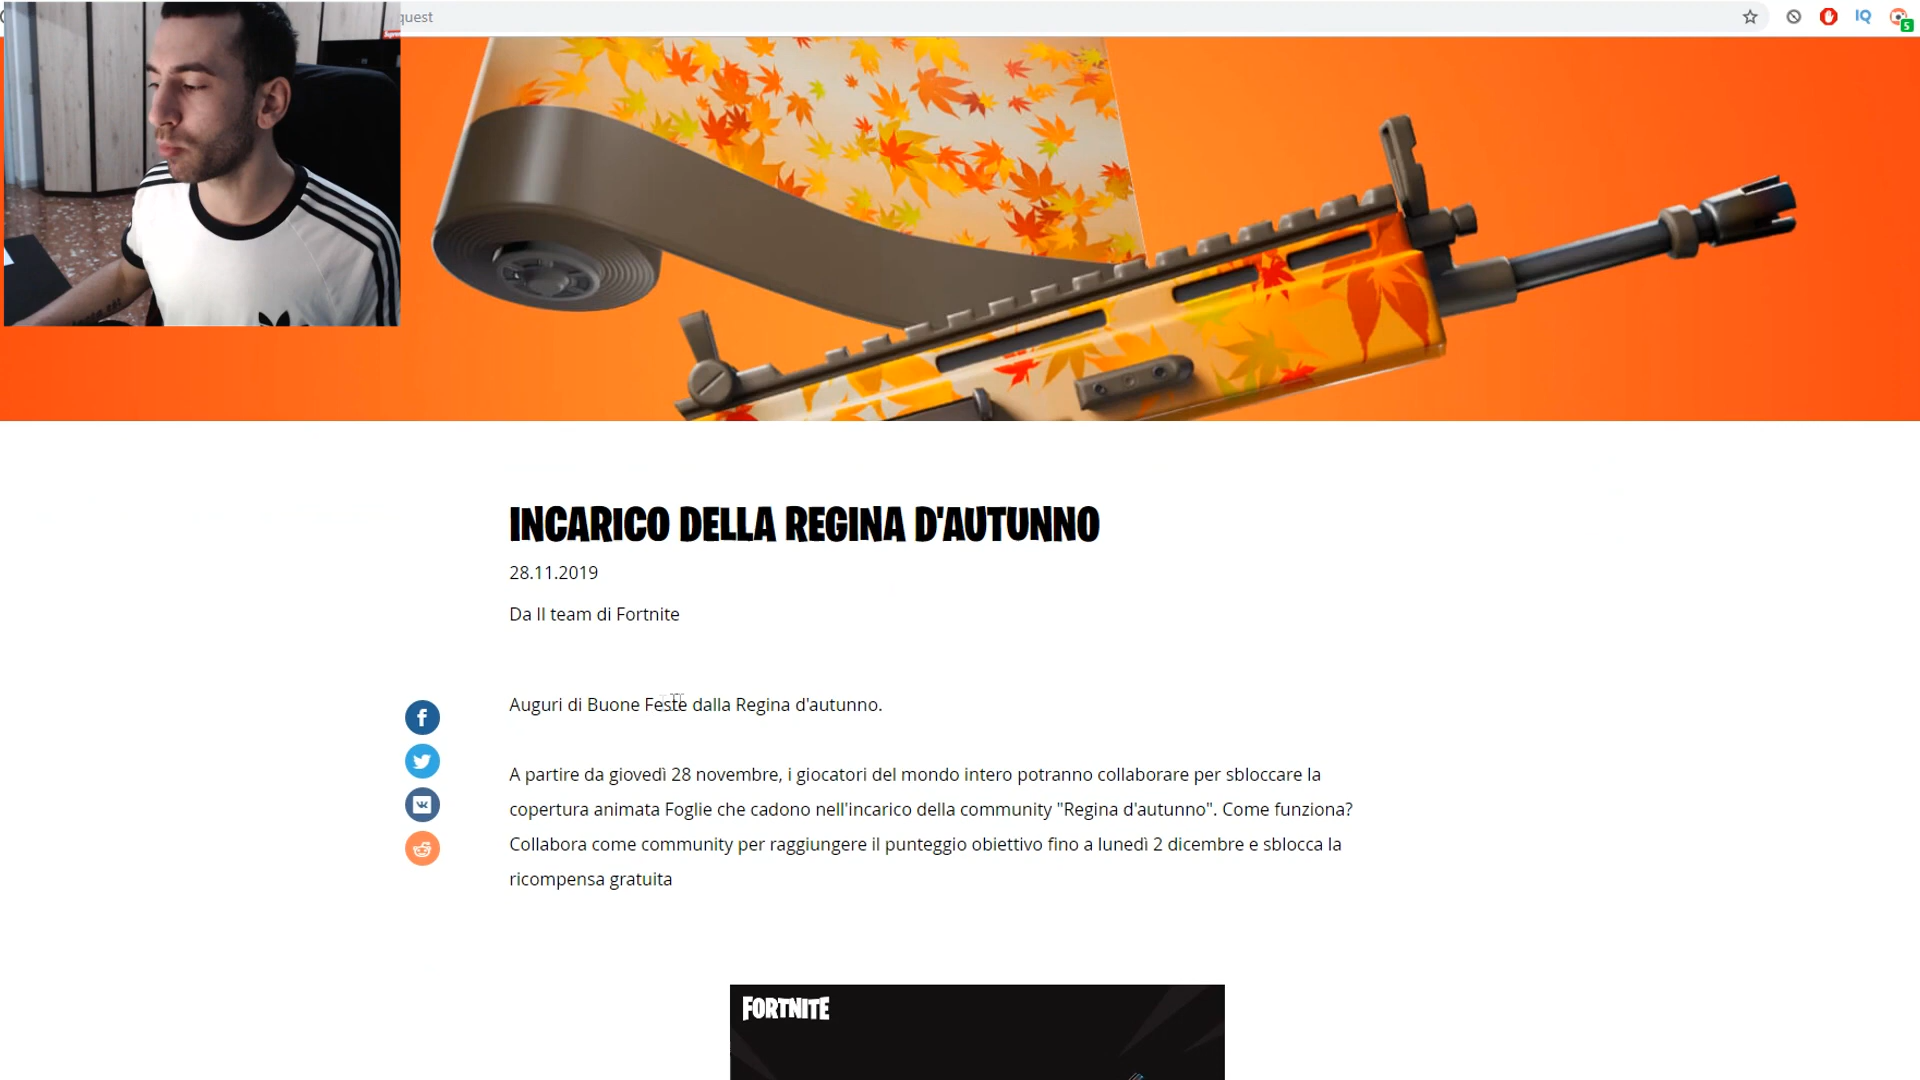 quest
IQ
5
Supreme
INCARICO DELLA REGINA D'AUTUNNO
28.11.2019
Da Il team di Fortnite
Auguri di Buone Feste dalla Regina d'autunno.
A partire da giovedì 28 novembre, i giocatori del mondo intero potranno collaborare per sbloccare la
copertura animata Foglie che cadono nell'incarico della community "Regina d'autunno". Come funziona?
Collabora come community per raggiungere il punteggio obiettivo fino a lunedì 2 dicembre e sblocca la
ricompensa gratuita
FORTNITE